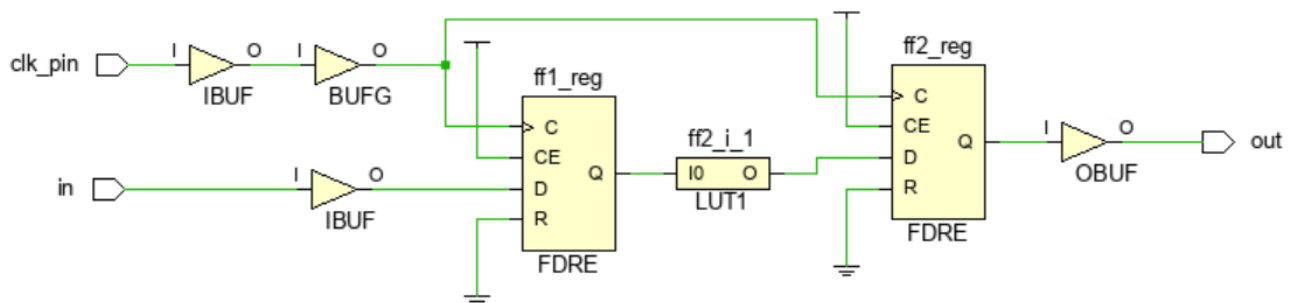 clk_pin
I
O
IBUF
I
O
BUFG
in
I
O
IBUF
ff1_reg
C
CE
D
R
Q
FDRE
ff2_i_1
I0
O
LUT1
ff2_reg
C
CE
D
R
Q
FDRE
I
O
OBUF
out